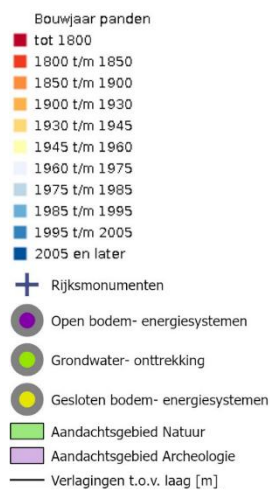 Bouwjaar panden
tot 1800
1800 t/m 1850
1850 t/m 1900
1900 t/m 1930
1930 t/m 1945
1945 t/m 1960
1960 t/m 1975
1975 t/m 1985
1985 t/m 1995
1995 t/m 2005
2005 en later
Rijksmonumenten
Open bodem- energiesystemen
Grondwater- onttrekking
Gesloten bodem- energiesystemen
Aandachtsgebied Natuur
Aandachtsgebied Archeologie
Verlagingen t.o.v. laag [m]